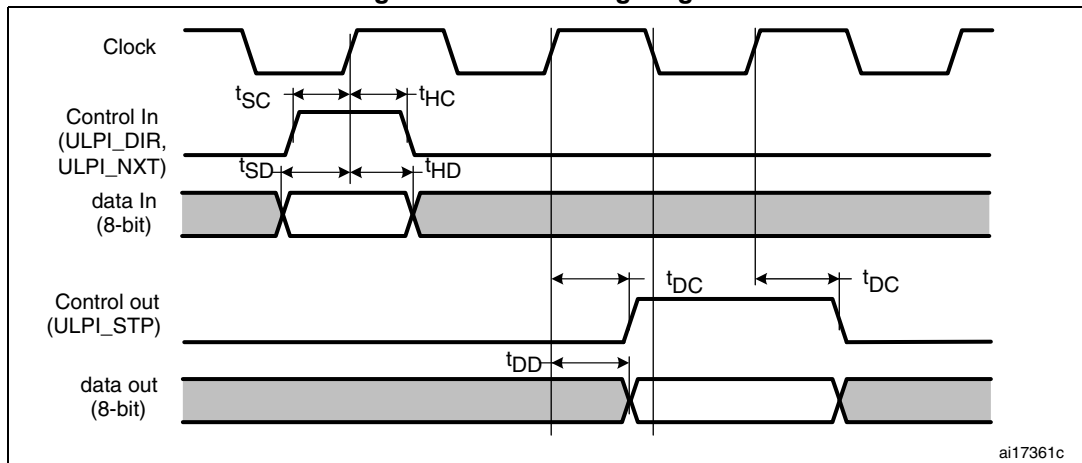 Clock
tSC
tHC
Control In
(ULPI_DIR,
ULPI_NXT)
tSD
tHD
data In
(8-bit)
tDC
tDC
Control out
(ULPI_STP)
tDD
data out
(8-bit)
ai17361c